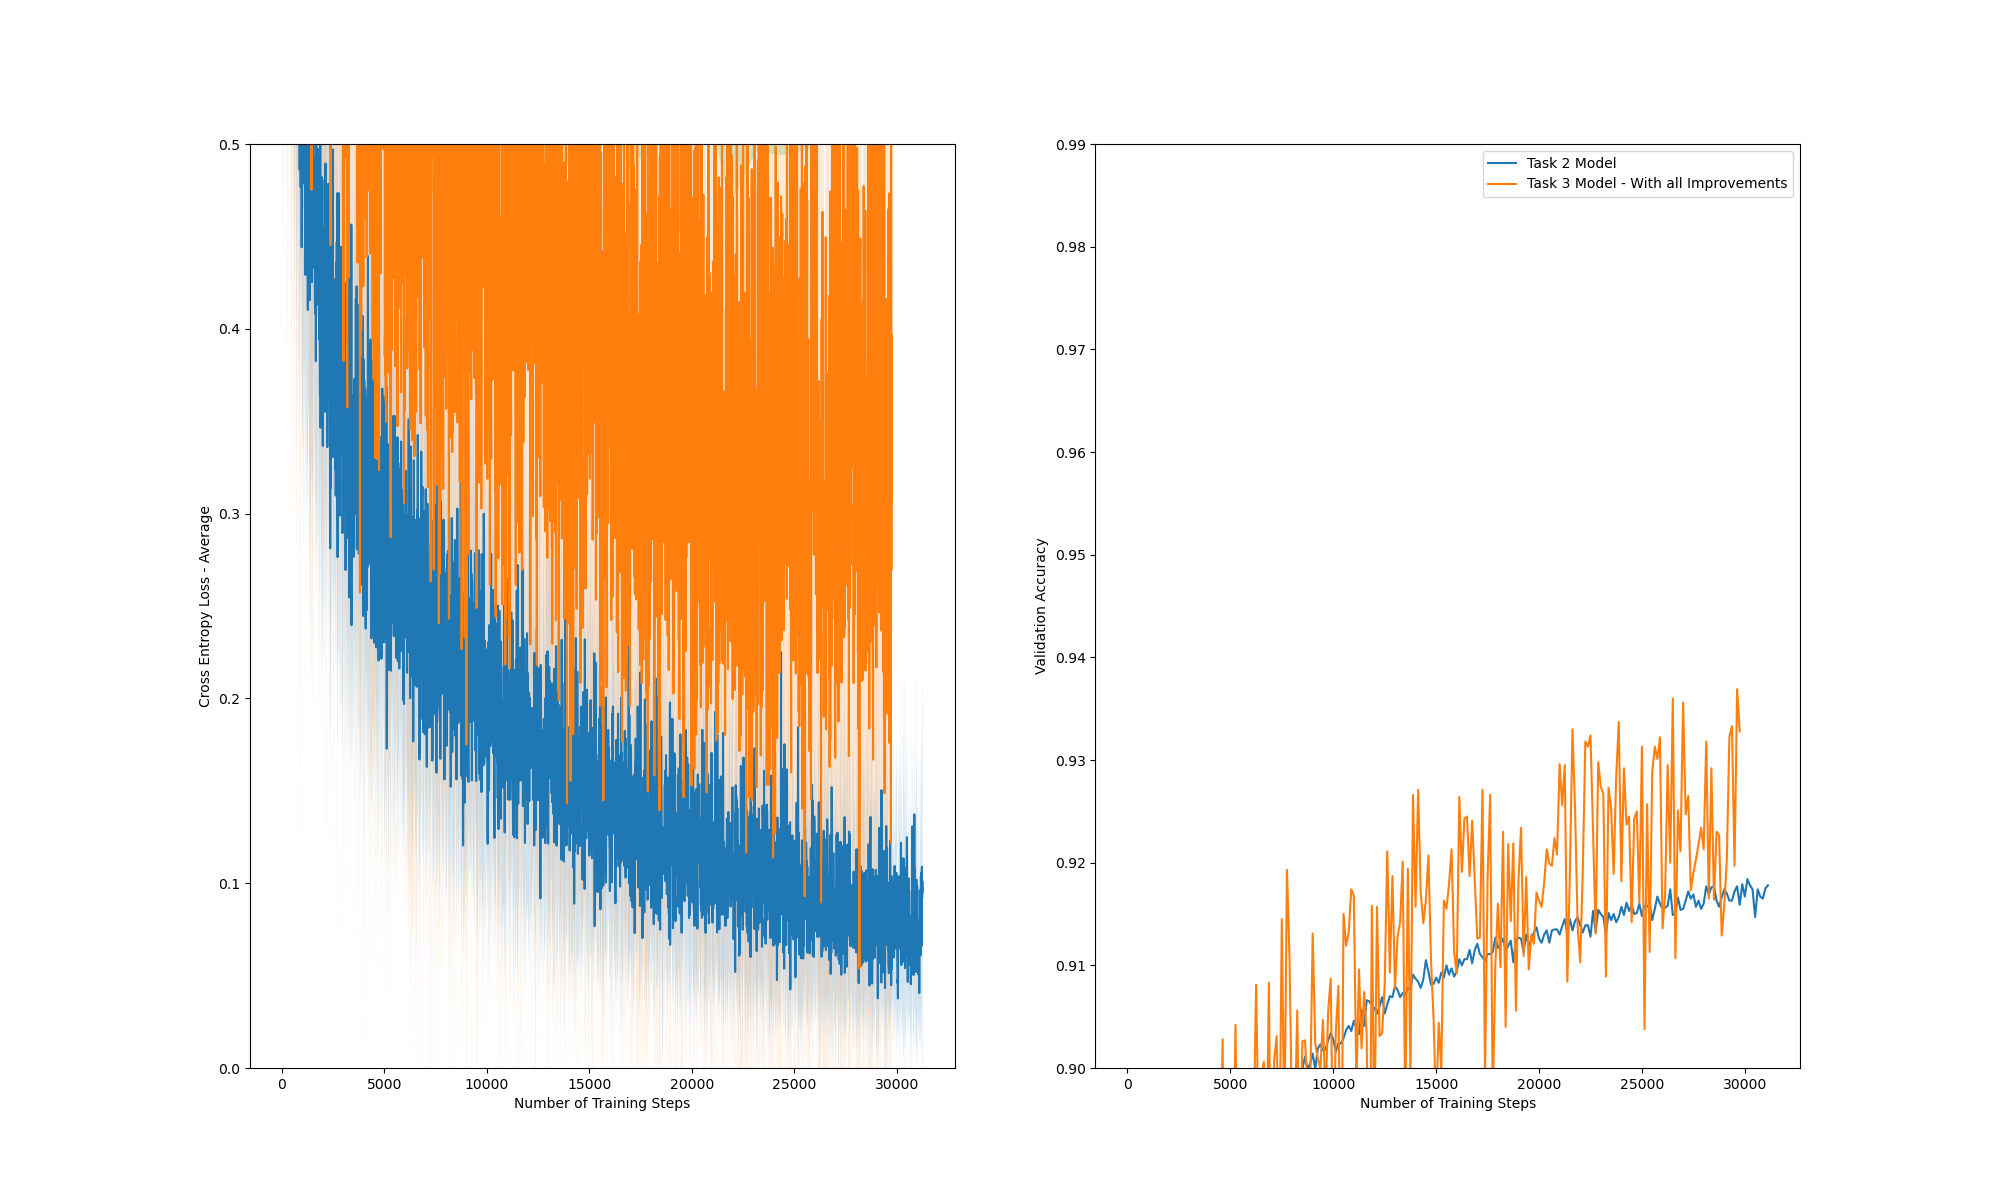 0.5
0.4
0.3
0.2
0.1
0.0
Cross Entropy Loss - Average
0 5000 10000 15000 20000 25000 30000
Number of Training Steps
Task 2 Model
Task 3 Model - With all Improvements
0.99
0.98
0.97
0.96
0.95
0.94
0.93
0.92
0.91
0.90
Validation Accuracy
0 5000 10000 15000 20000 25000 30000
Number of Training Steps